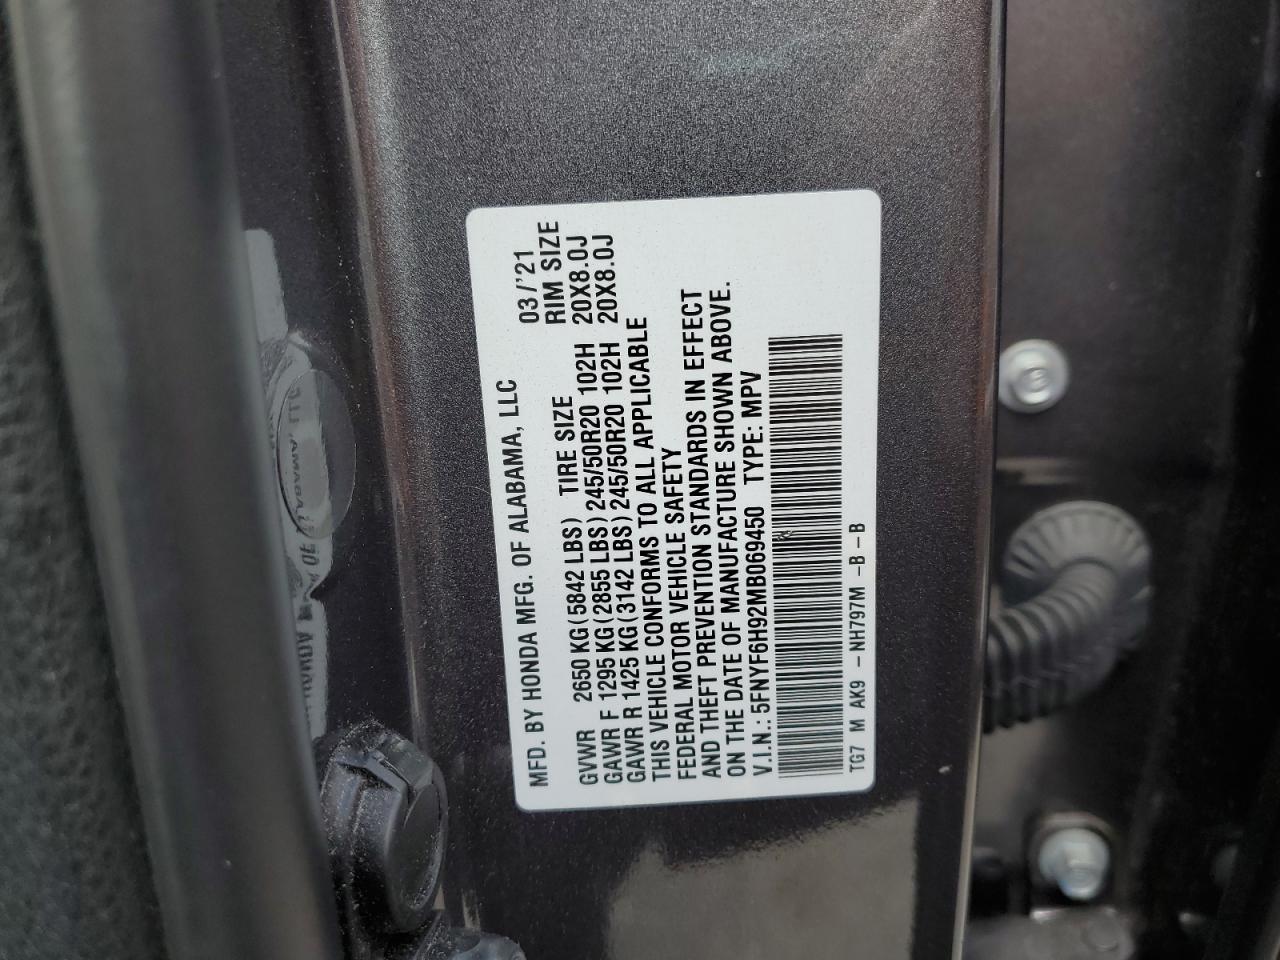 MFD. BY HONDA MFG. OF ALABAMA, LLC 03/'21
GVWR 2650 KG (5842 LBS) TIRE SIZE RIM SIZE
GAWR F 1295 KG (2855 LBS) 245/50R20 102H 20X8.0J
GAWR R 1425 KG (3142 LBS) 245/50R20 102H 20X8.0J
THIS VEHICLE CONFORMS TO ALL APPLICABLE
FEDERAL MOTOR VEHICLE SAFETY
AND THEFT PREVENTION STANDARDS IN EFFECT
ON THE DATE OF MANUFACTURE SHOWN ABOVE.
V.I.N.: 5FNYF6H92MB069450 TYPE: MPV
TG7 M AK9 - NH797M -B -B